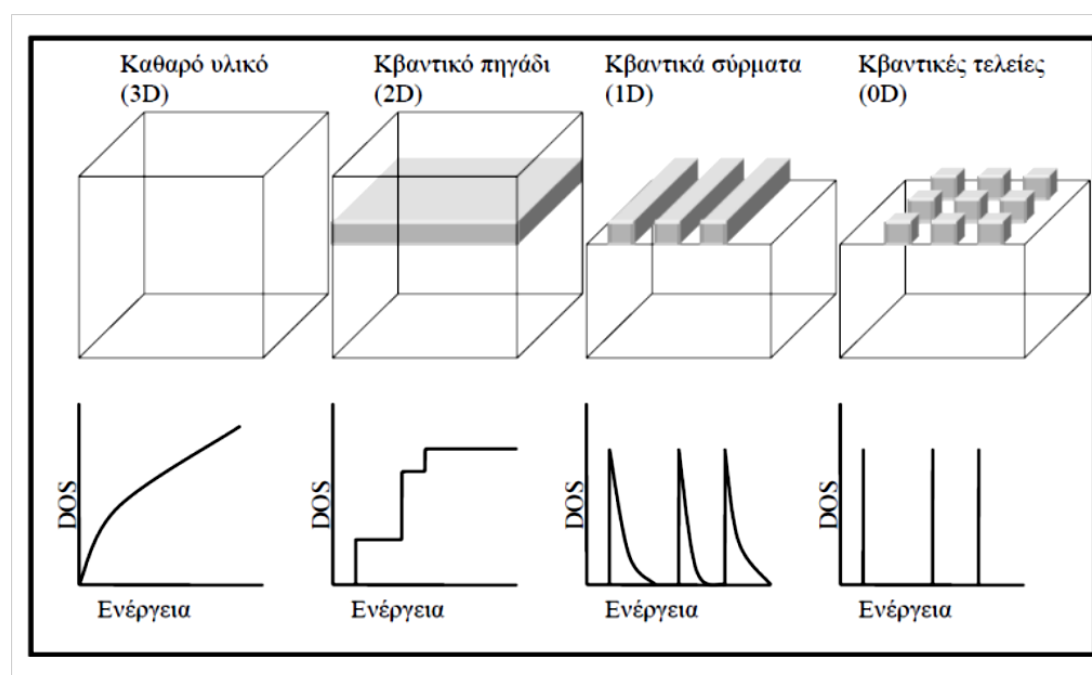 Καθαρό υλικό
(3D)
Κβαντικό πηγάδι
(2D)
Κβαντικά σύρματα
(1D)
Κβαντικές τελείες
(0D)
DOS
Ενέργεια
DOS
Ενέργεια
DOS
Ενέργεια
DOS
Ενέργεια